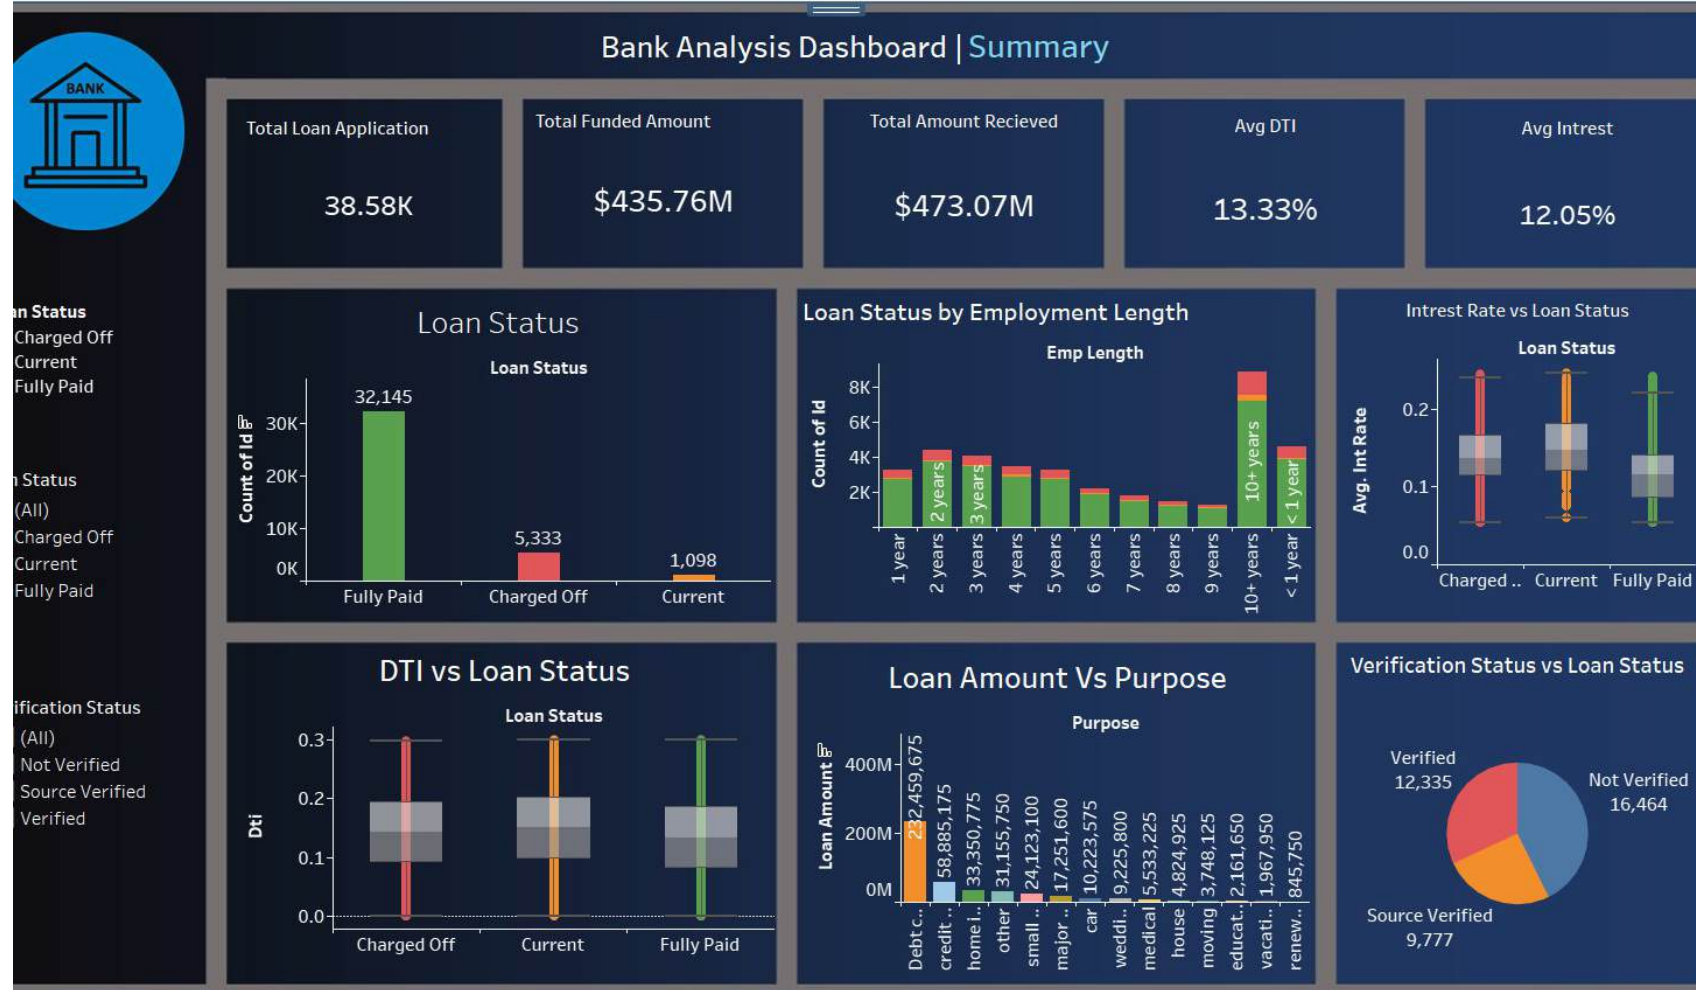 Bank Analysis Dashboard | Summary
BANK
Total Loan Application
38.58K
Total Funded Amount
$435.76M
Total Amount Recieved
$473.07M
Avg DTI
13.33%
Avg Intrest
12.05%
an Status
Charged Off
Current
Fully Paid
n Status
(All)
Charged Off
Current
Fully Paid
ification Status
(All)
Not Verified
Source Verified
Verified
Loan Status
Loan Status
Count of Id
30K
20K
10K
0K
32,145
5,333
1,098
Fully Paid
Charged Off
Current
Loan Status by Employment Length
Emp Length
Count of Id
8K
6K
4K
2K
2 years
3 years
10+ years
< 1 year
1 year
2 years
3 years
4 years
5 years
6 years
7 years
8 years
9 years
10+ years
< 1 year
Intrest Rate vs Loan Status
Loan Status
Avg. Int Rate
0.2
0.1
0.0
Charged ..
Current
Fully Paid
DTI vs Loan Status
Loan Status
Dti
0.3
0.2
0.1
0.0
Charged Off
Current
Fully Paid
Loan Amount Vs Purpose
Purpose
Loan Amount
400M
200M
0M
232,459,675
58,885,175
33,350,775
31,155,750
24,123,100
17,251,600
10,223,575
9,225,800
5,533,225
4,824,925
3,748,125
2,161,650
1,967,950
845,750
Debt c..
credit ..
home i..
other
small ..
major ..
car
weddi..
medical
house
moving
educat..
vacati..
renew..
Verification Status vs Loan Status
Verified
12,335
Not Verified
16,464
Source Verified
9,777